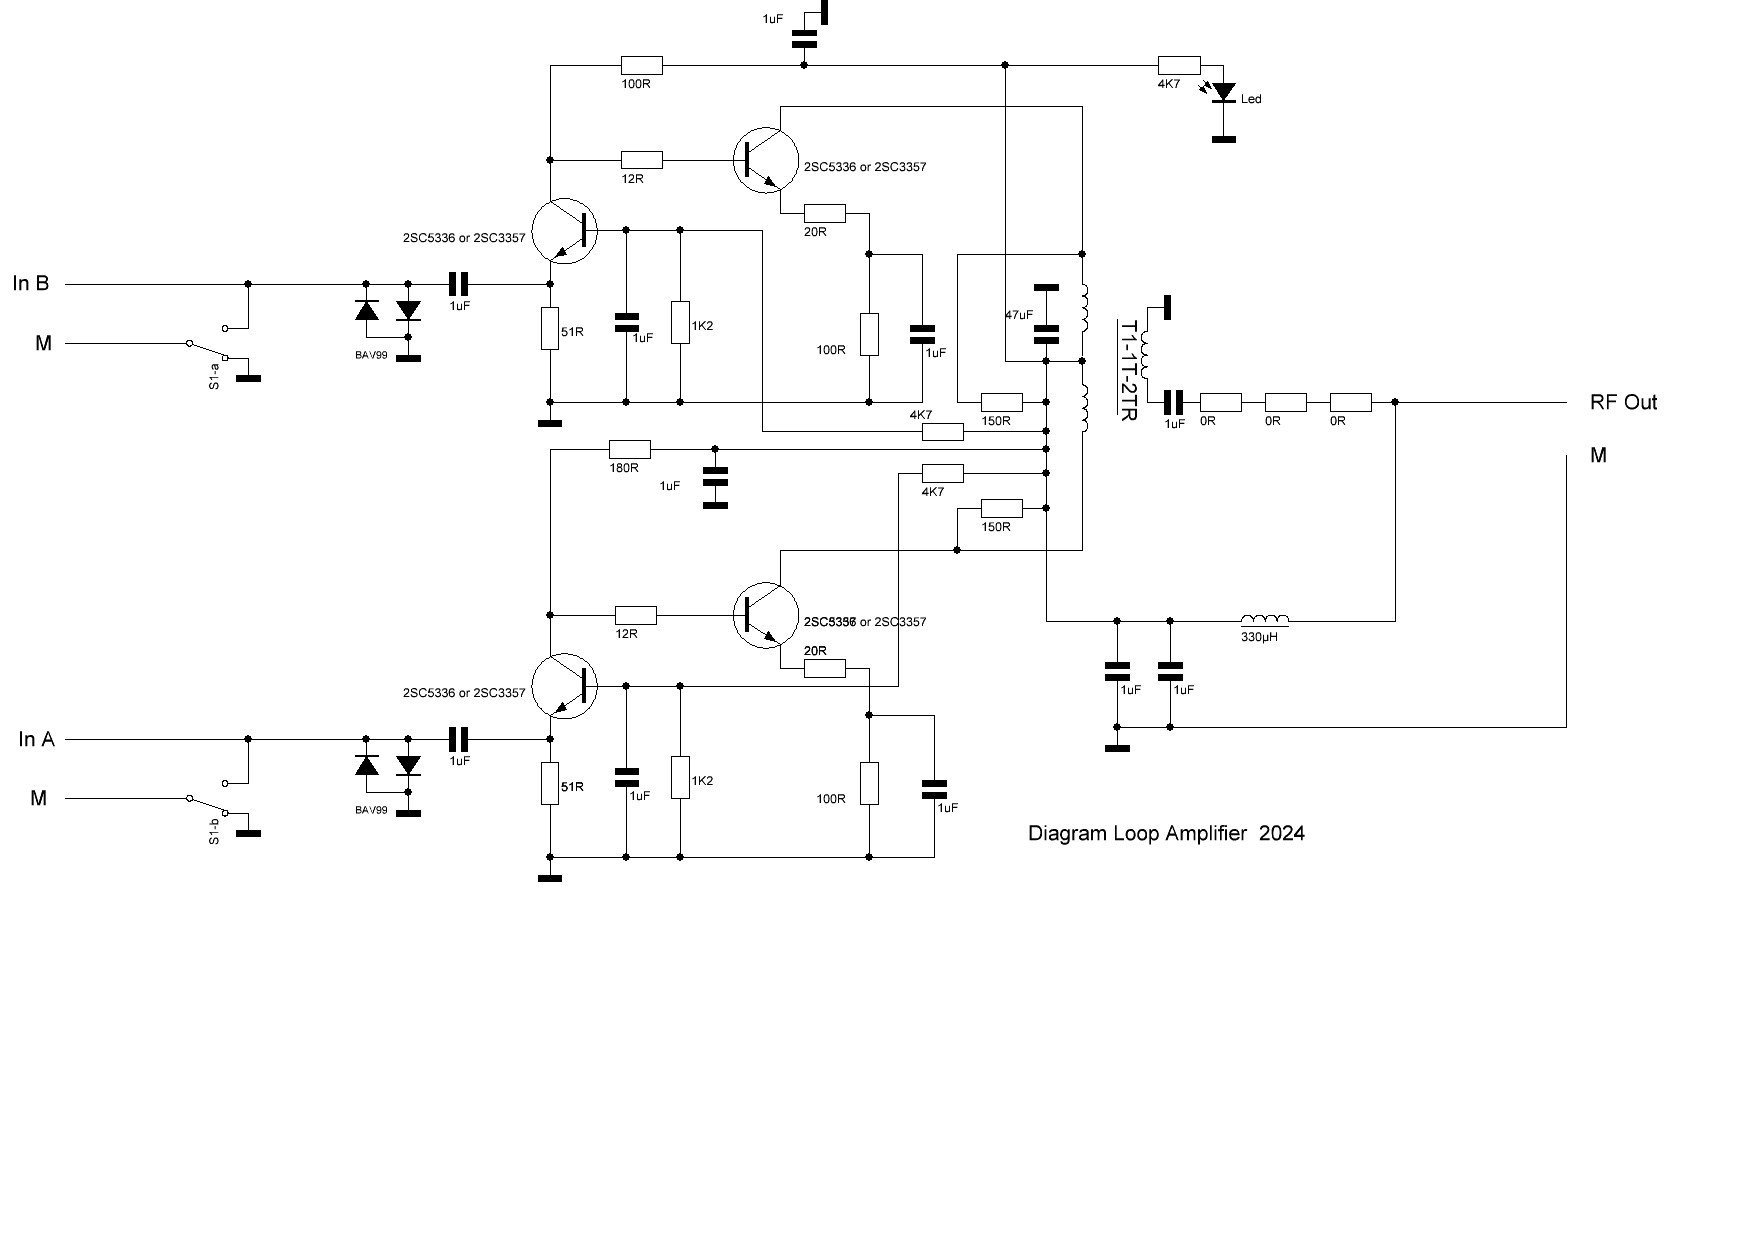 1uF
100R
4K7
Led
12R
2SC5336 or 2SC3357
20R
2SC5336 or 2SC3357
In B
1uF
47uF
51R
1uF
1K2
M
100R
1uF
T1-1T-2TR
BAV99
S1-a
4K7
150R
1uF
0R
0R
0R
RF Out
M
180R
1uF
4K7
150R
12R
or 2SC3357
330µH
20R
2SC5336 or 2SC3357
1uF
1uF
In A
1uF
51R
1uF
1K2
M
100R
1uF
BAV99
S1-b
Diagram Loop Amplifier 2024